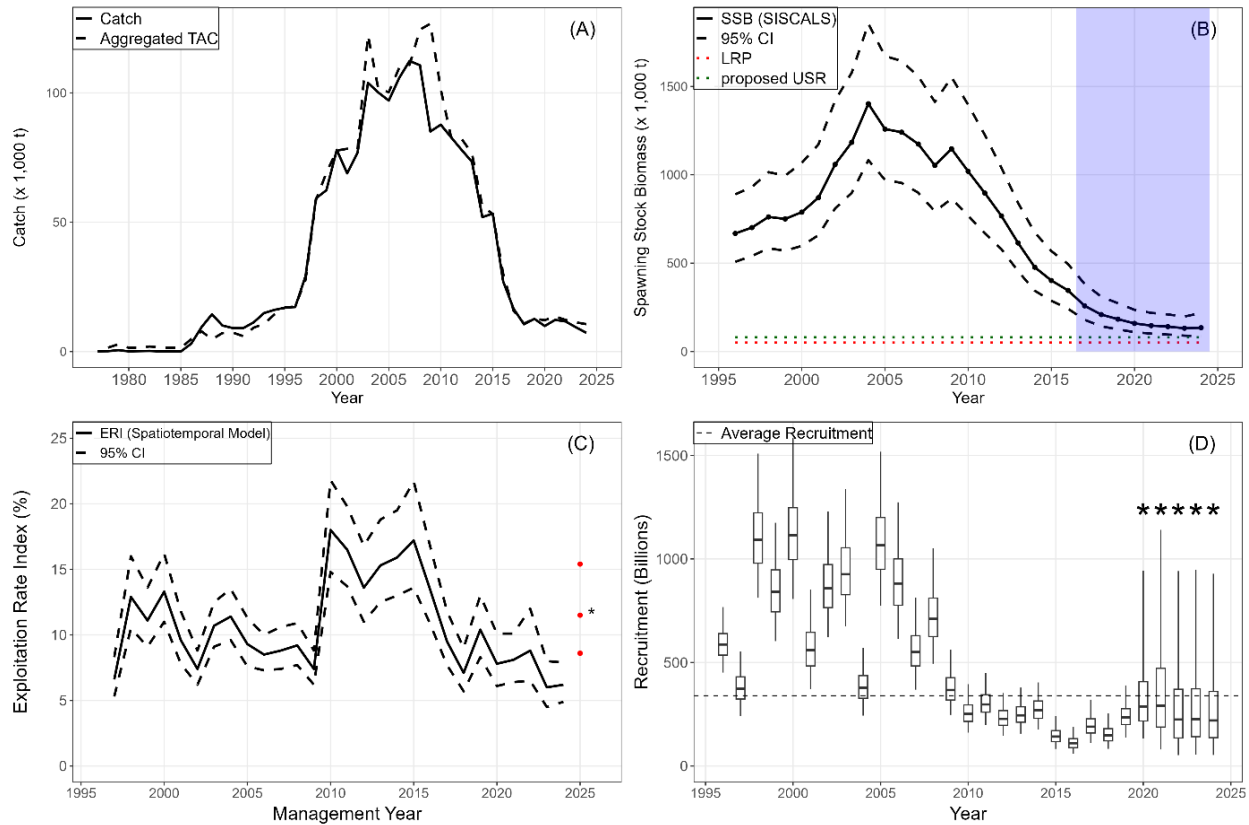 Catch
Aggregated TAC
(A)
Catch (x 1,000 t)
100
50
0
1980
1985
1990
1995
2000
2005
2010
2015
2020
2025
Year
SSB (SISCALS)
95% CI
LRP
proposed USR
(B)
Spawning Stock Biomass (x 1,000 t)
1500
1000
500
0
1995
2000
2005
2010
2015
2020
2025
Year
ERI (Spatiotemporal Model)
95% CI
(C)
Exploitation Rate Index (%)
25
20
15
10
5
0
*
1995
2000
2005
2010
2015
2020
2025
Management Year
Average Recruitment
(D)
Recruitment (Billions)
1500
1000
500
0
*****
1995
2000
2005
2010
2015
2020
2025
Year